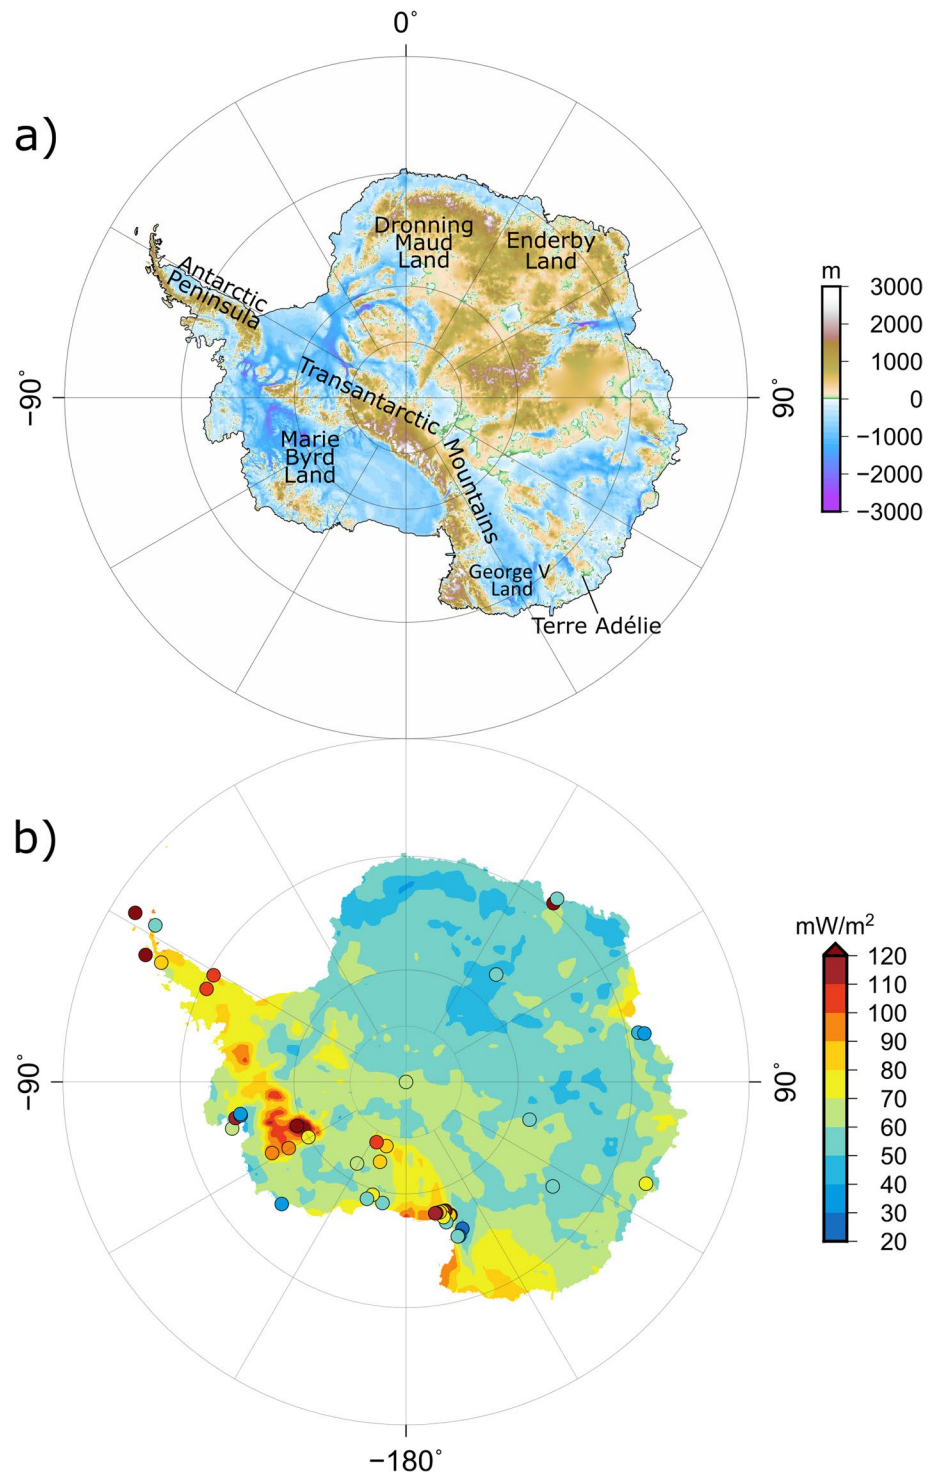 0°
a)
Dronning
Maud
Land
Enderby
Land
Antarctic
Peninsula
m
3000
2000
1000
0
−1000
−2000
−3000
−90°
90°
Transantarctic Mountains
Marie
Byrd
Land
George V
Land
Terre Adélie
b)
mW/m²
120
110
100
90
80
70
60
50
40
30
20
−90°
90°
−180°